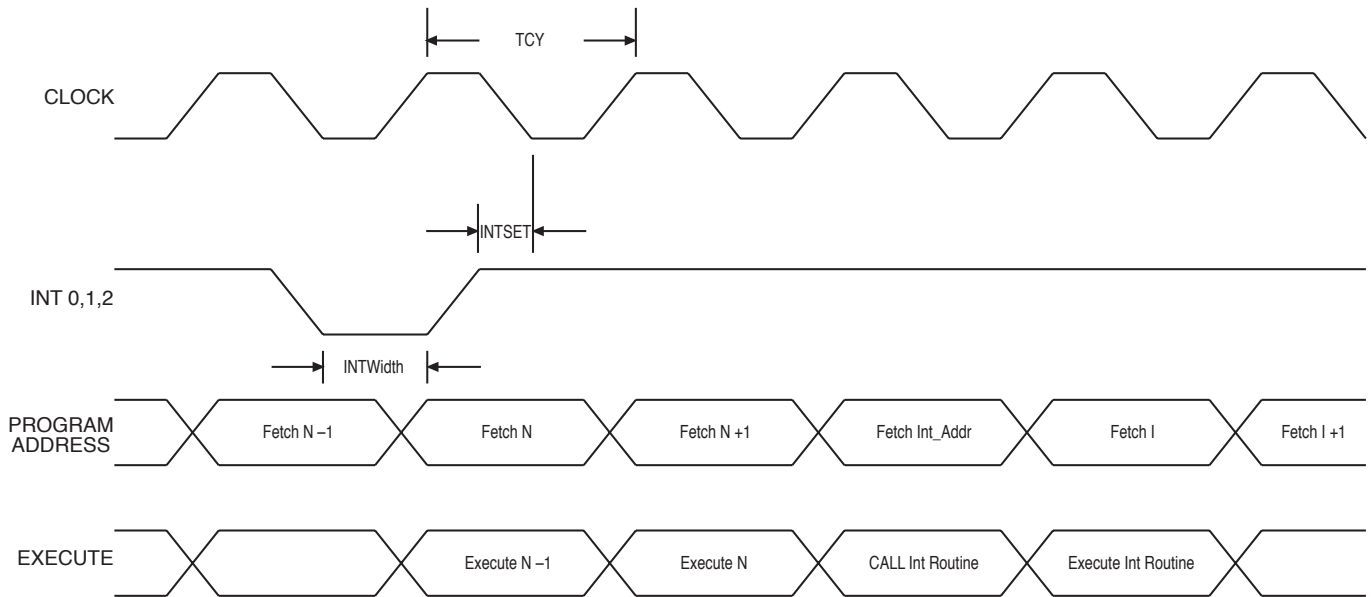 TCY
CLOCK
INTSET
INT 0,1,2
INTWidth
PROGRAM
ADDRESS
Fetch N –1
Fetch N
Fetch N +1
Fetch Int_Addr
Fetch I
Fetch I +1
EXECUTE
Execute N –1
Execute N
CALL Int Routine
Execute Int Routine